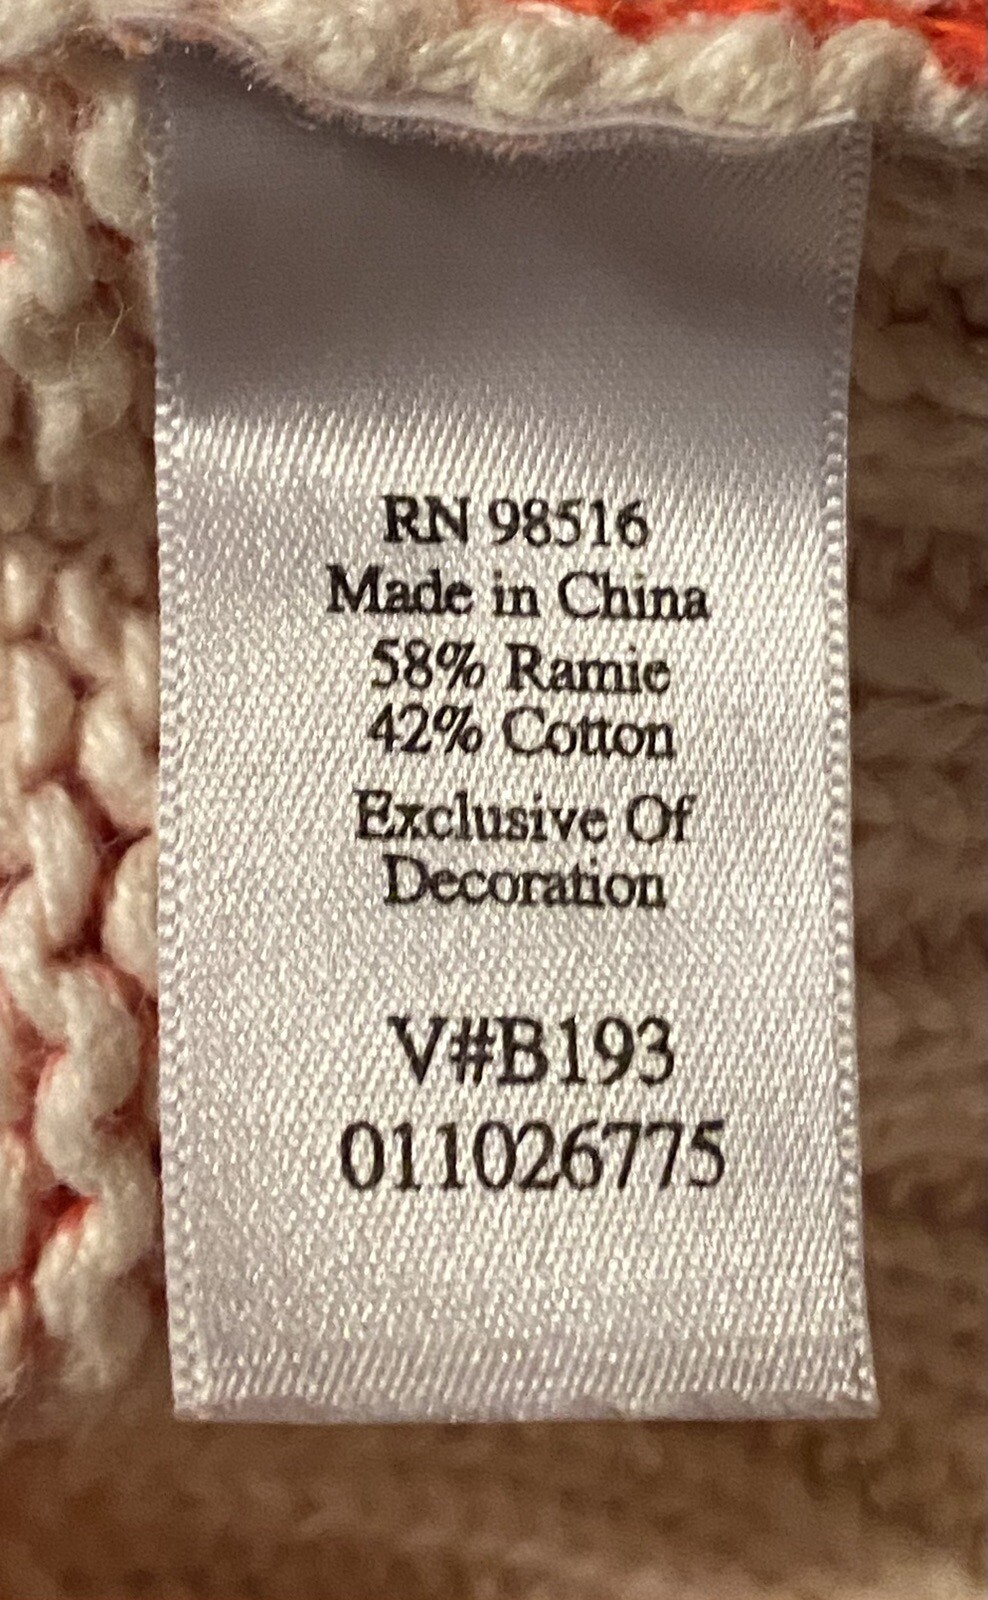 RN 98516
Made in China
58% Ramie
42% Cotton
Exclusive Of
Decoration
V#B193
011026775